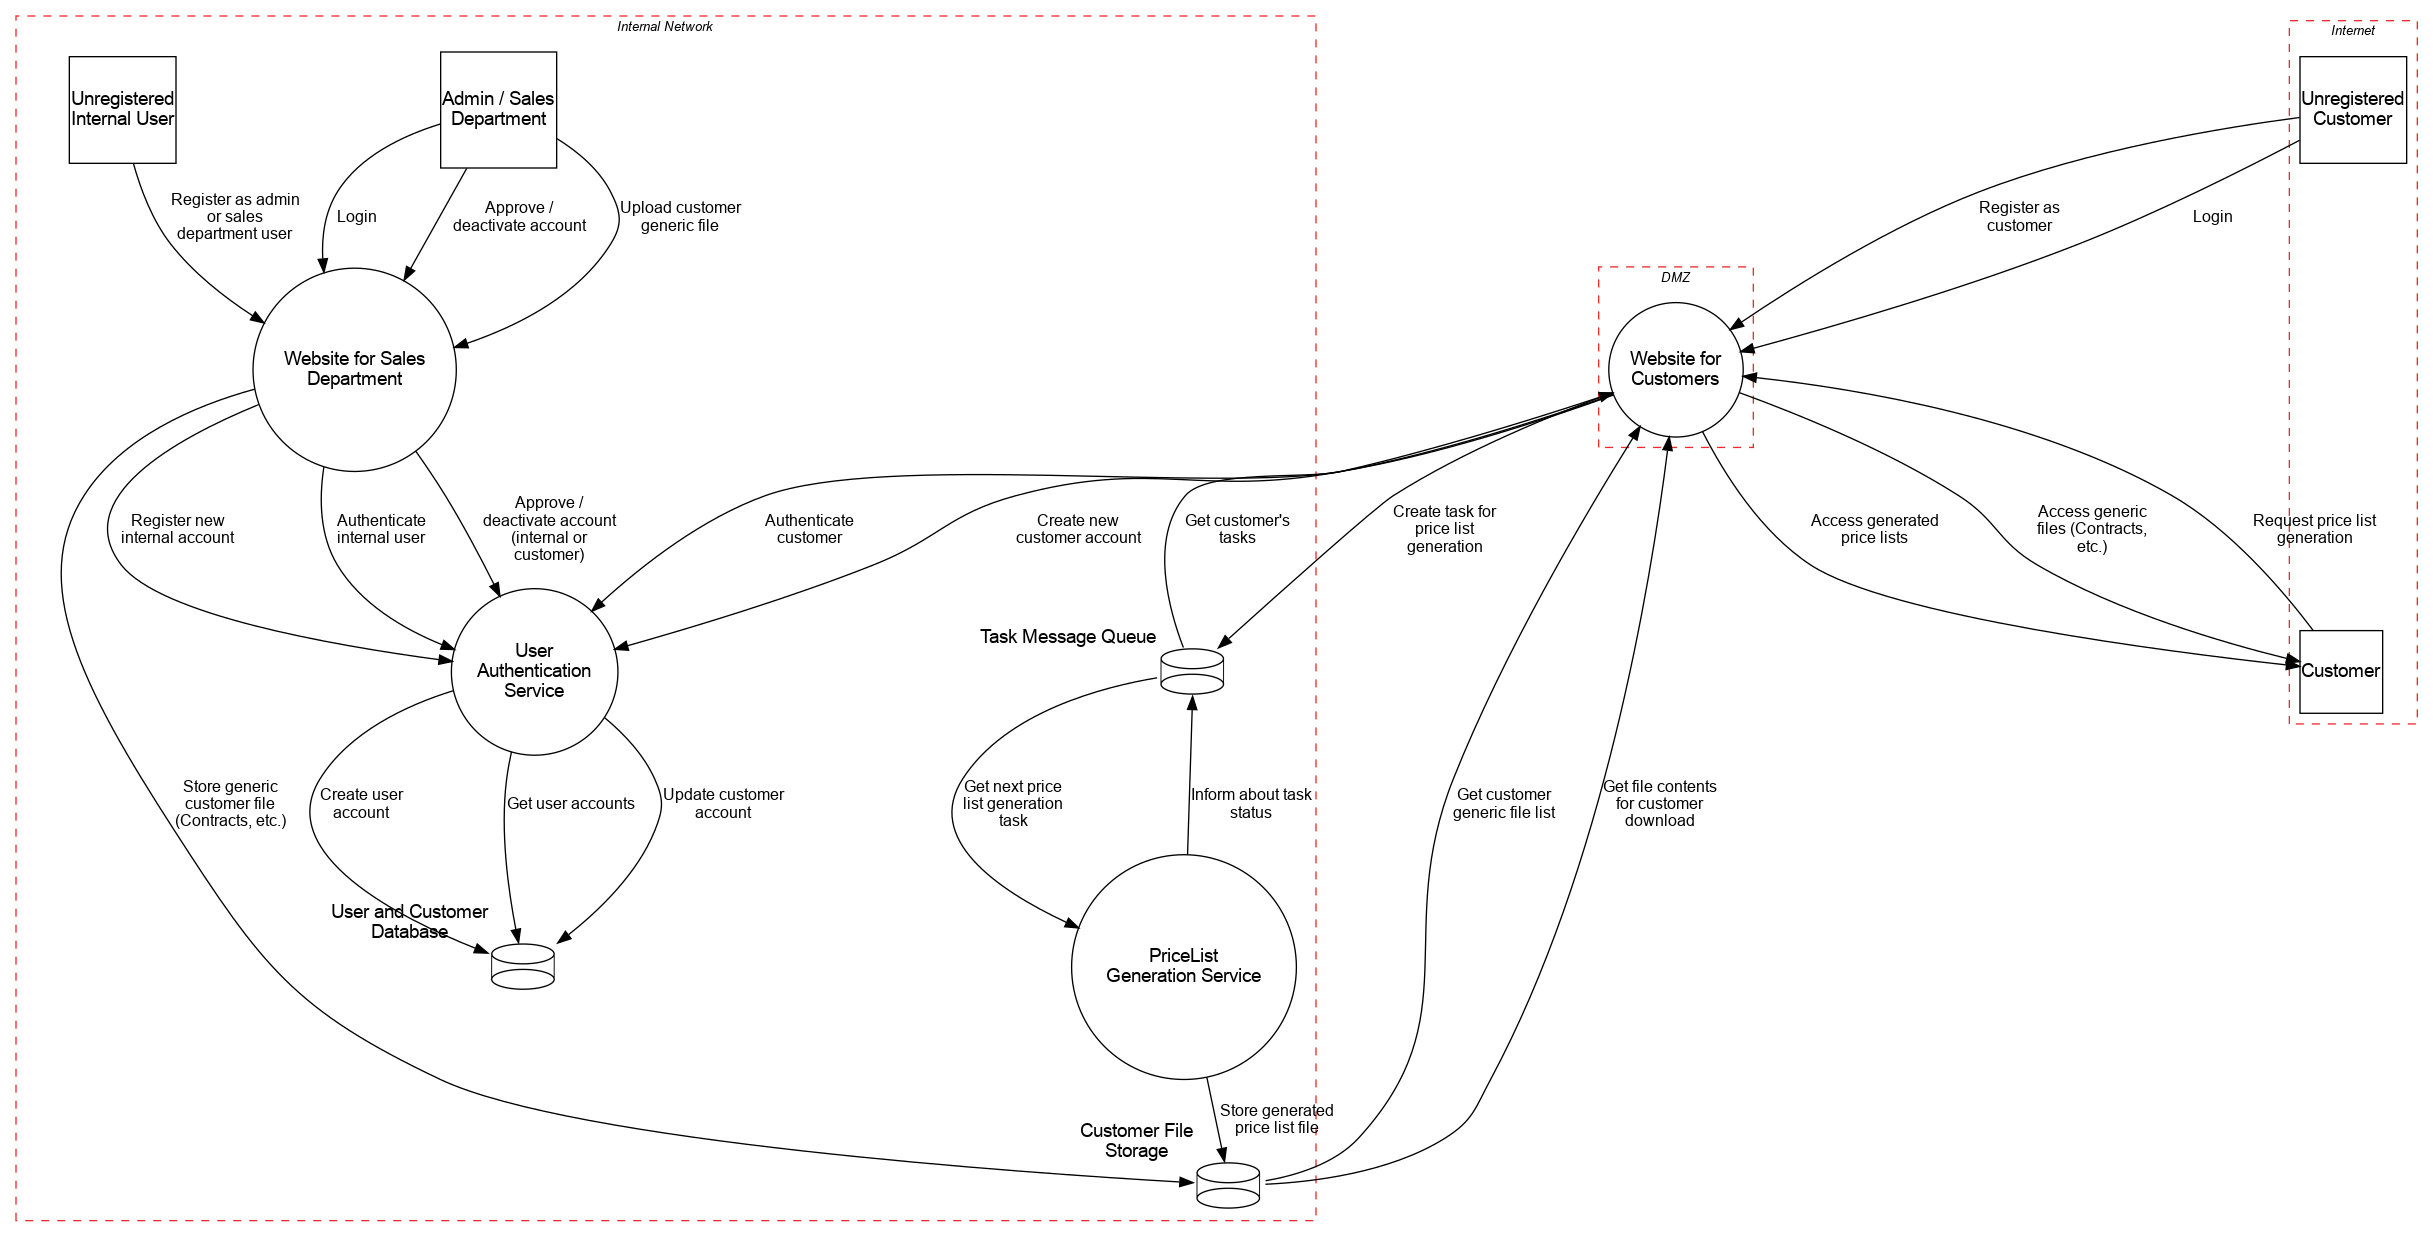 Internal Network
Internet
Unregistered
Internal User
Admin / Sales
Department
Unregistered
Customer
Register as admin
or sales
department user
Login
Approve /
deactivate account
Upload customer
generic file
Register as
customer
Login
DMZ
Website for Sales
Department
Website for
Customers
Register new
internal account
Authenticate
internal user
Approve /
deactivate account
(internal or
customer)
Authenticate
customer
Create new
customer account
Get customer's
tasks
Create task for
price list
generation
Access generated
price lists
Access generic
files (Contracts,
etc.)
Request price list
generation
User
Authentication
Service
Task Message Queue
Customer
Store generic
customer file
(Contracts, etc.)
Create user
account
Get user accounts
Update customer
account
Get next price
list generation
task
Inform about task
status
Get customer
generic file list
Get file contents
for customer
download
User and Customer
Database
PriceList
Generation Service
Store generated
price list file
Customer File
Storage